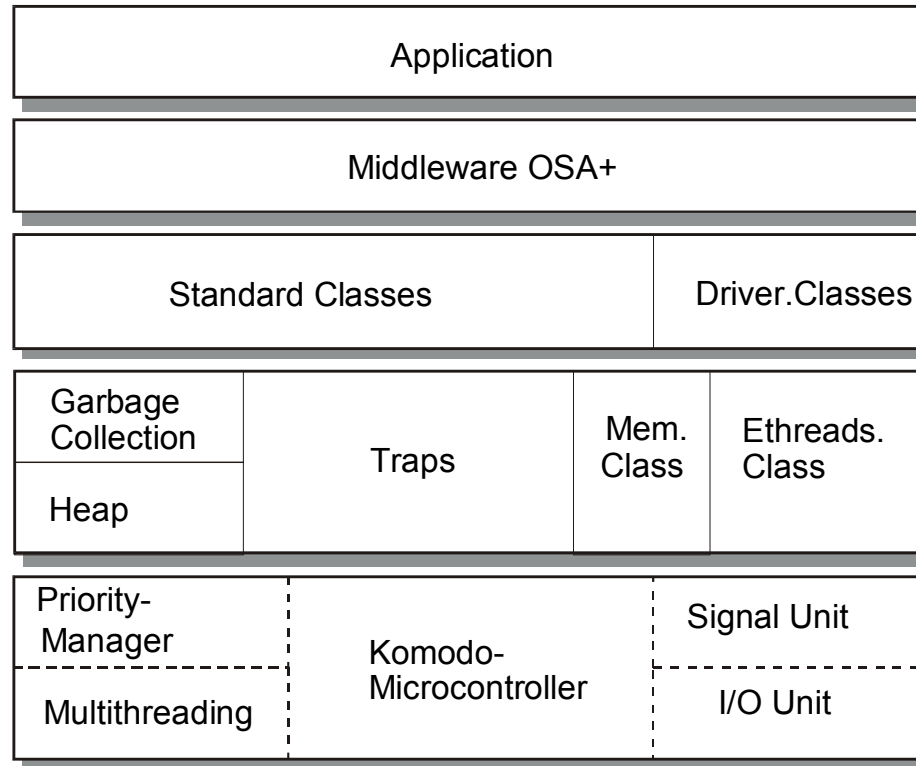 Application
Middleware OSA+
Standard Classes
Driver.Classes
Garbage
Collection
Heap
Traps
Mem.
Class
Ethreads.
Class
Priority-
Manager
Multithreading
Komodo-
Microcontroller
Signal Unit
I/O Unit